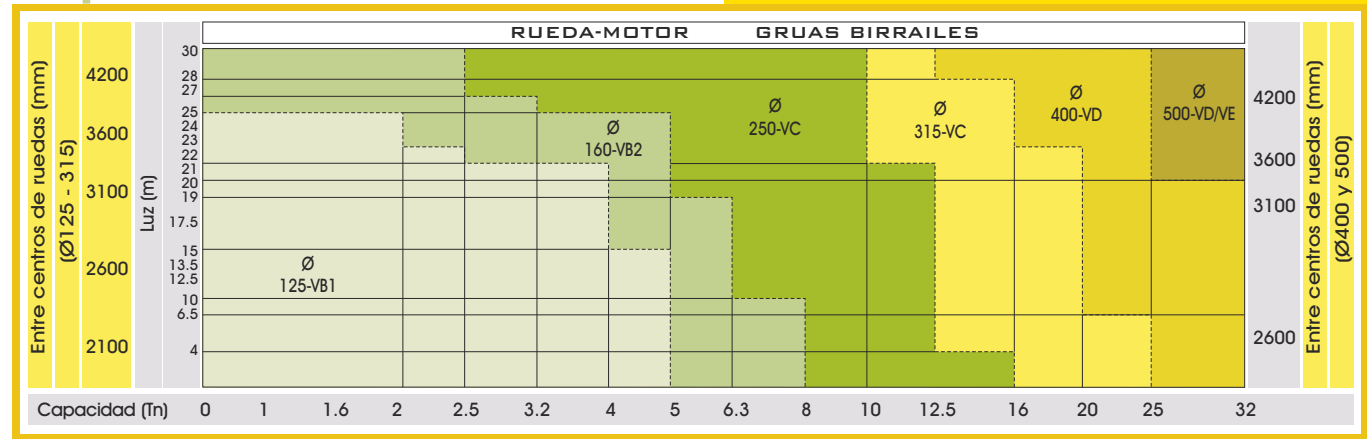 RUEDA-MOTOR GRUAS BIRRAILES
Entre centros de ruedas (mm)
(Ø125 - 315)
4200
3600
3100
2600
2100
Luz (m)
30
28
27
25
24
23
22
21
20
19
17.5
15
13.5
12.5
10
6.5
4
Ø
125-VB1
Ø
160-VB2
Ø
250-VC
Ø
315-VC
Ø
400-VD
Ø
500-VD/VE
4200
3600
3100
2600
Entre centros de ruedas (mm)
(Ø400 y 500)
Capacidad (Tn) 0 1 1.6 2 2.5 3.2 4 5 6.3 8 10 12.5 16 20 25 32